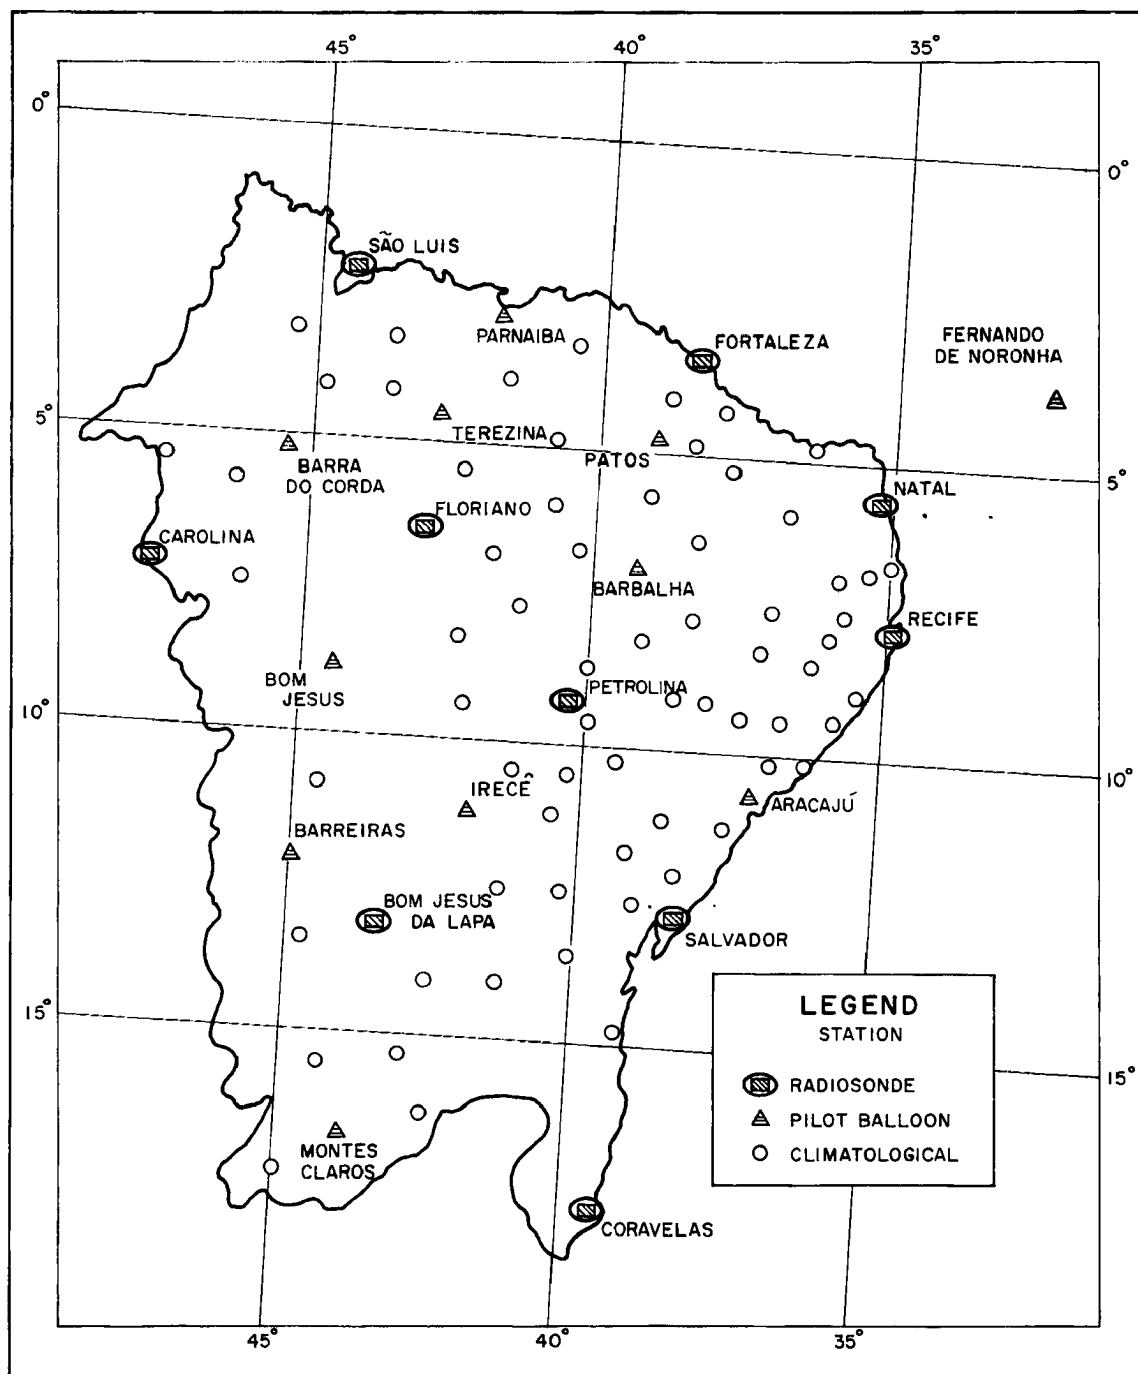 45° 40° 35°
0°
0°
SÃO LUIS
PARNAIBA
FORTALEZA
FERNANDO
DE NORONHA
5°
TEREZINA
PATOS
BARRA
DO CORDA
5°
NATAL
FLORIANO
CAROLINA
BARBALHA
RECIFE
BOM
JESUS
PETROLINA
10°
10°
IRECÊ
ARACAJÚ
BARREIRAS
BOM JESUS
DA LAPA
SALVADOR
15°
15°
LEGEND
STATION
RADIOSONDE
PILOT BALLOON
CLIMATOLOGICAL
MONTES
CLAROS
CORAVELAS
45° 40° 35°